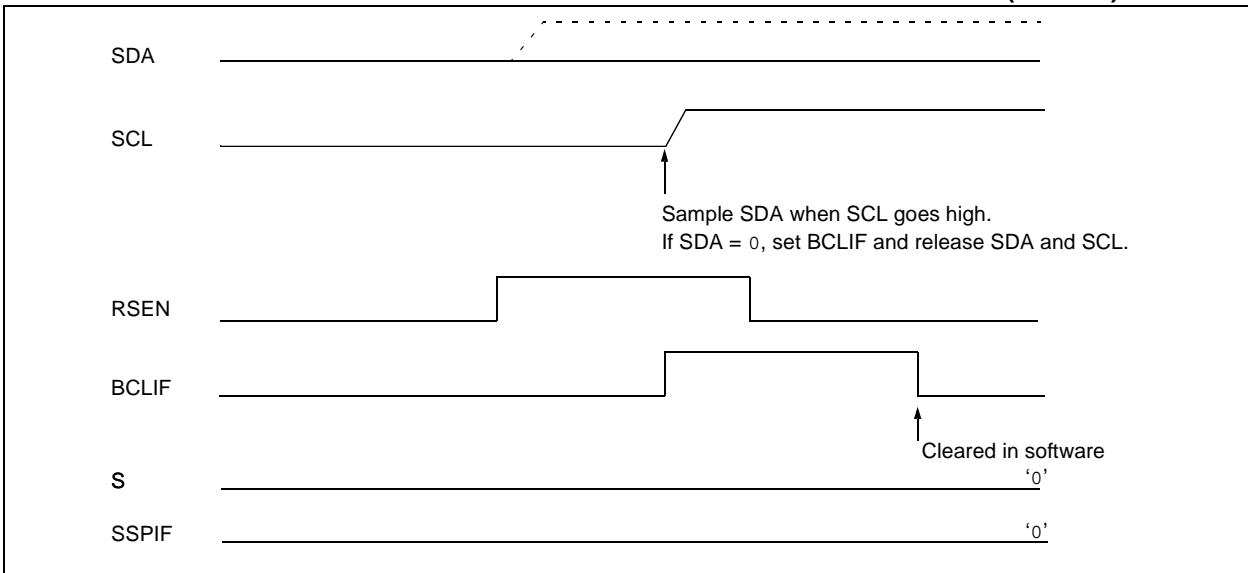 SDA
SCL
Sample SDA when SCL goes high.
If SDA = 0, set BCLIF and release SDA and SCL.
RSEN
BCLIF
Cleared in software
S
‘0’
SSPIF
‘0’